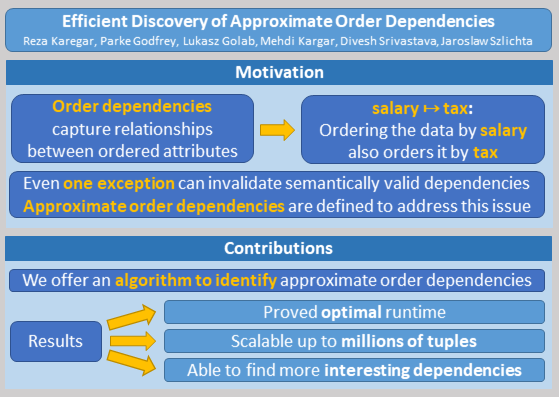 Efficient Discovery of Approximate Order Dependencies
Reza Karegar, Parke Godfrey, Lukasz Golab, Mehdi Kargar, Divesh Srivastava, Jaroslaw Szlichta
Motivation
Order dependencies
capture relationships
between ordered attributes
salary ↦ tax:
Ordering the data by salary
also orders it by tax
Even one exception can invalidate semantically valid dependencies
Approximate order dependencies are defined to address this issue
Contributions
We offer an algorithm to identify approximate order dependencies
Results
Proved optimal runtime
Scalable up to millions of tuples
Able to find more interesting dependencies